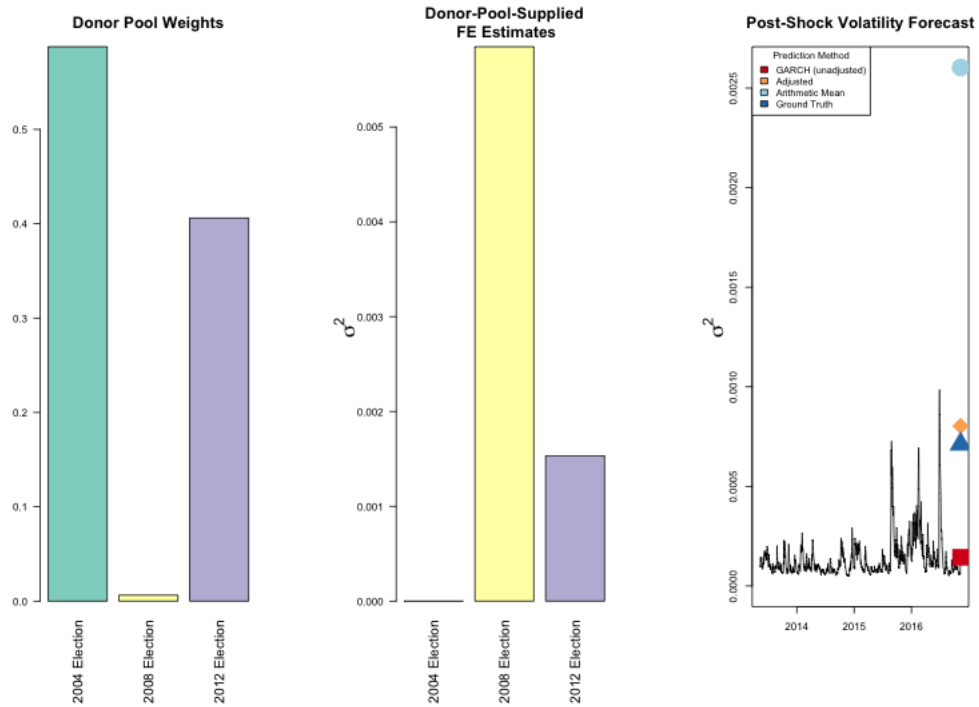 Donor Pool Weights
0.0
0.1
0.2
0.3
0.4
0.5
2004 Election
2008 Election
2012 Election
Donor-Pool-Supplied
FE Estimates
σ²
0.000
0.001
0.002
0.003
0.004
0.005
2004 Election
2008 Election
2012 Election
Post-Shock Volatility Forecast
Prediction Method
GARCH (unadjusted)
Adjusted
Arithmetic Mean
Ground Truth
σ²
0.0000
0.0005
0.0010
0.0015
0.0020
0.0025
2014
2015
2016